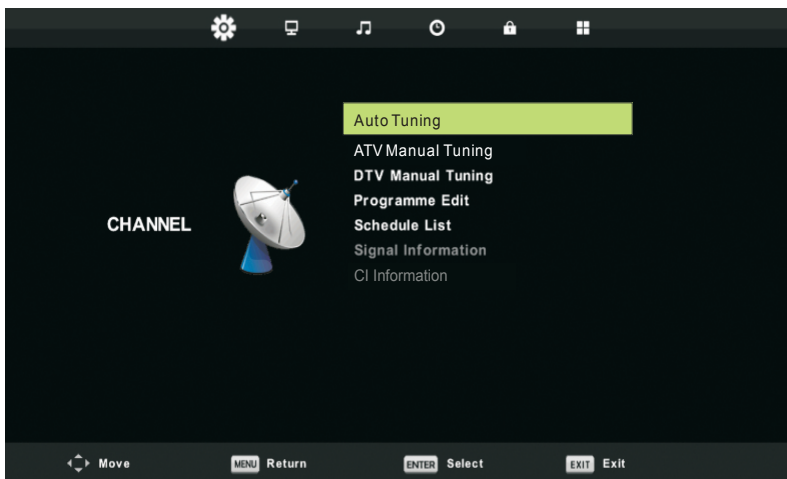 Auto Tuning
ATV Manual Tuning
DTV Manual Tuning
Programme Edit
CHANNEL
Schedule List
Signal Information
CI Information
Move
MENU Return
ENTER Select
EXIT Exit